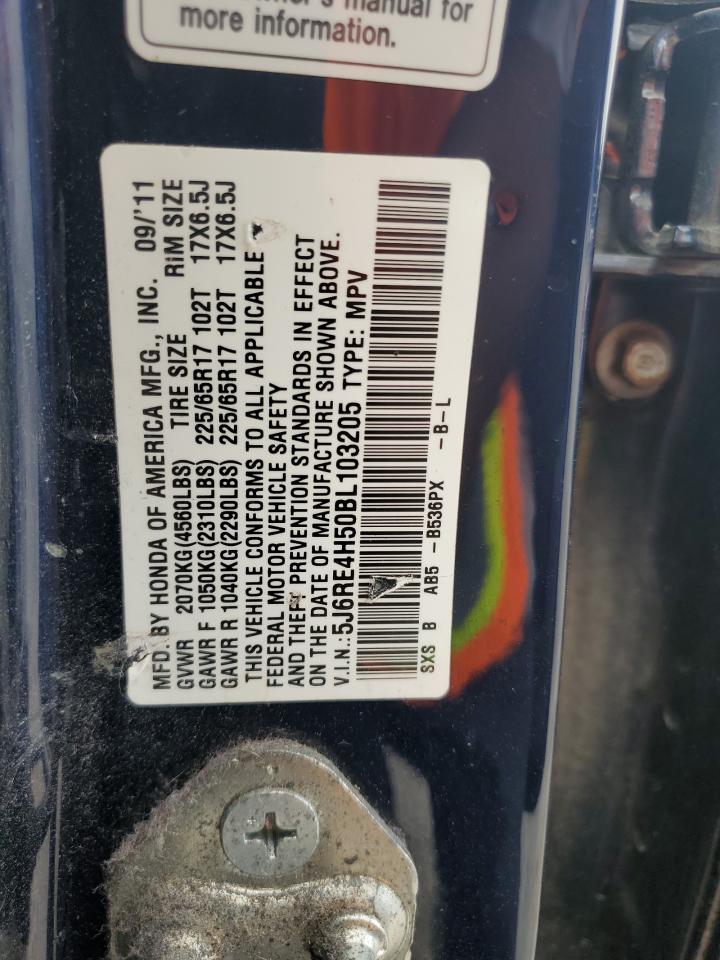 owner's manual for
more information.
MFD. BY HONDA OF AMERICA MFG., INC. 09/'11
GVWR 2070KG(4560LBS) TIRE SIZE RIM SIZE
GAWR F 1050KG(2310LBS) 225/65R17 102T 17X6.5J
GAWR R 1040KG(2290LBS) 225/65R17 102T 17X6.5J
THIS VEHICLE CONFORMS TO ALL APPLICABLE
FEDERAL MOTOR VEHICLE SAFETY
AND THEFT PREVENTION STANDARDS IN EFFECT
ON THE DATE OF MANUFACTURE SHOWN ABOVE.
V.I.N.: 5J6RE4H50BL103205 TYPE: MPV
SXS B AB5 -B536PX -B-L